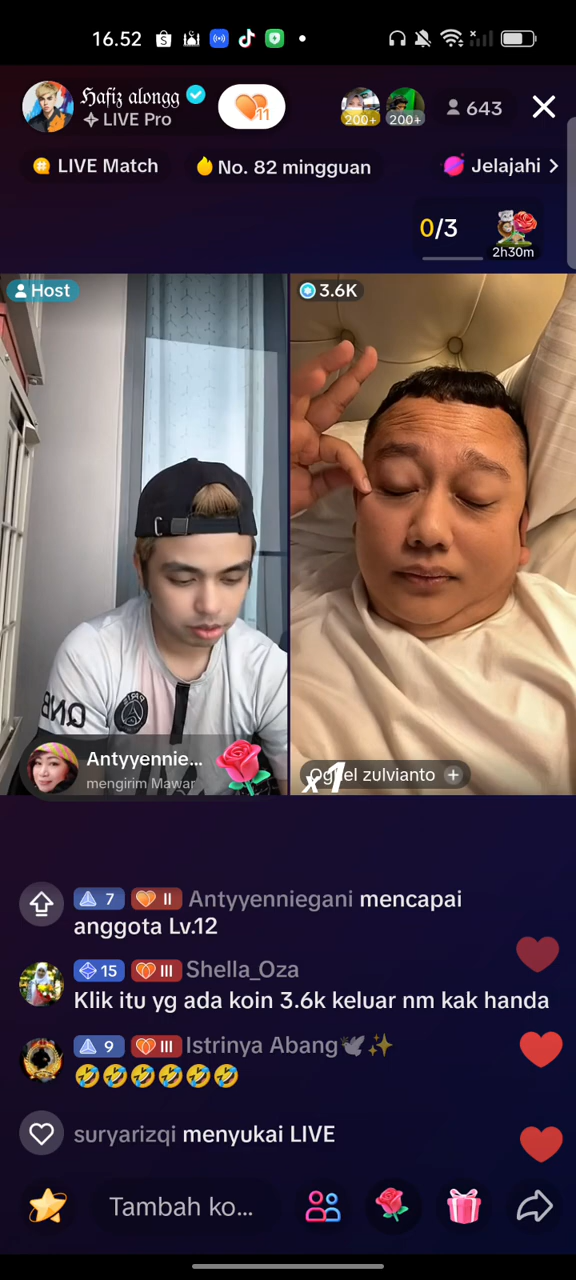 16.52
ℌ𝔞𝔣𝔦𝔷 𝔞𝔩𝔬𝔫𝔤𝔤
LIVE Pro
11
200+
200+
643
LIVE Match
No. 82 mingguan
Jelajahi
0/3
2h30m
Host
3.6K
QNB
PARIS
Antyyennie...
mengirim Mawar
x1
zulvianto +
7 II Antyyenniegani mencapai
anggota Lv.12
15 III Shella_Oza
Klik itu yg ada koin 3.6k keluar nm kak handa
9 III Istrinya Abang🕊️✨
🤣🤣🤣🤣🤣🤣
suryarizqi menyukai LIVE
Tambah ko...